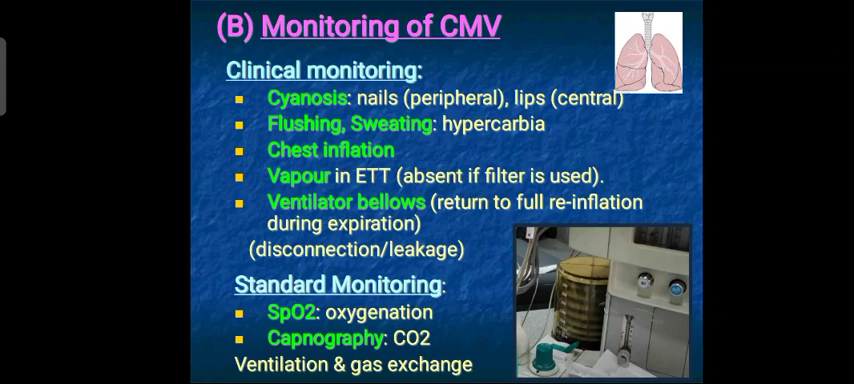 (B) Monitoring of CMV
Clinical monitoring:
Cyanosis: nails (peripheral), lips (central)
Flushing, Sweating: hypercarbia
Chest inflation
Vapour in ETT (absent if filter is used).
Ventilator bellows (return to full re-inflation
during expiration)
(disconnection/leakage)
Standard Monitoring:
SpO2: oxygenation
Capnography: CO2
Ventilation & gas exchange